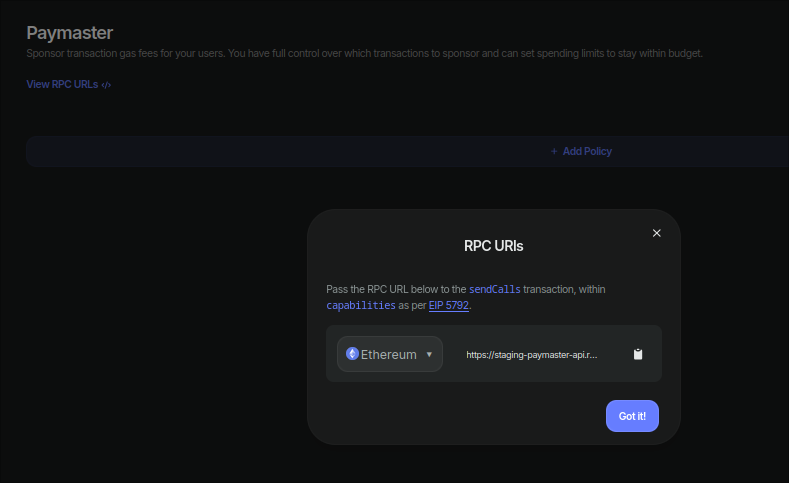 Paymaster
Sponsor transaction gas fees for your users. You have full control over which transactions to sponsor and can set spending limits to stay within budget.
View RPC URLs </>
+ Add Policy
RPC URIs
Pass the RPC URL below to the sendCalls transaction, within
capabilities as per EIP 5792.
Ethereum
https://staging-paymaster-api.r...
Got it!